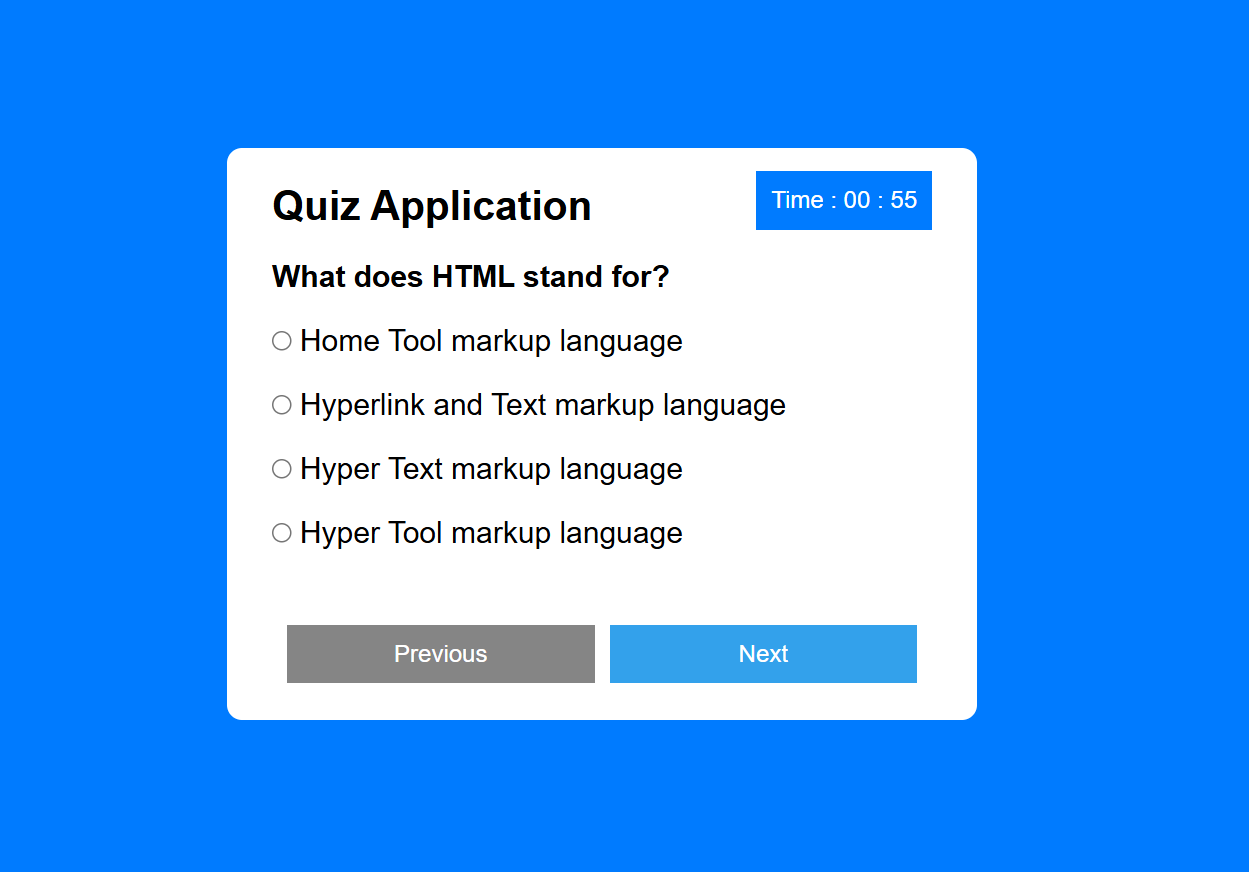 Quiz Application
Time : 00 : 55
What does HTML stand for?
Home Tool markup language
Hyperlink and Text markup language
Hyper Text markup language
Hyper Tool markup language
Previous
Next